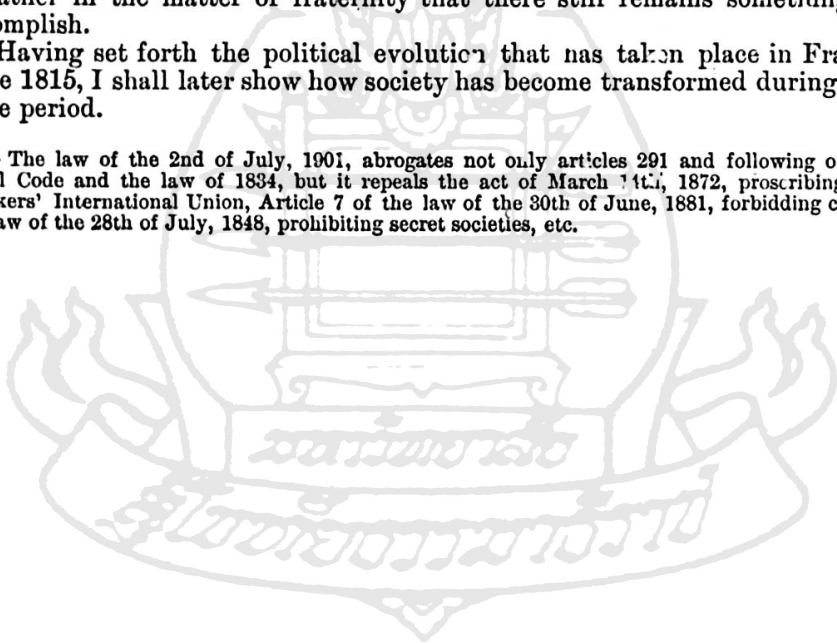 in the matter of fraternity that there still remains
omplish.
Having set forth the political evolution that has taken place in Fra
e 1815, I shall later show how society has become transformed during
e period.
The law of the 2nd of July, 1901, abrogates not only articles 291 and following o
l Code and the law of 1834, but it repeals the act of March 1872, proscribing
kers' International Union, Article 7 of the law of the 30th of June, 1881, forbidding c
aw of the 28th of July, 1848, prohibiting secret societies, etc.